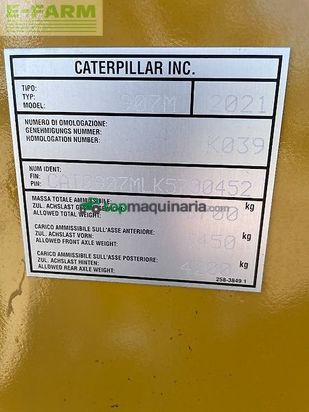 E-FARM
CATERPILLAR INC.
TIPO:
TYP:
MODEL: 907M 2021
NUMERO DI OMOLOGAZIONE:
GENEHMIGUNGS NUMBER:
HOMOLOGATION NUMBER: K039
NUM IDENT:
FIN:
PIN:
MASSA TOTALE AMMISSIBILE:
ZUL. ACHSLAST GESAMT:
ALLOWED TOTAL WEIGHT: kg
Topmaquinaria.com
CARICO AMMISSIBILE SULL'ASSE ANTERIORE:
ZUL. ACHSLAST VORN:
ALLOWED FRONT AXLE WEIGHT: kg
CARICO AMMISSIBILE SULL'ASSE POSTERIORE:
ZUL. ACHSLAST HINTEN:
ALLOWED REAR AXLE WEIGHT: kg
258-3849 1